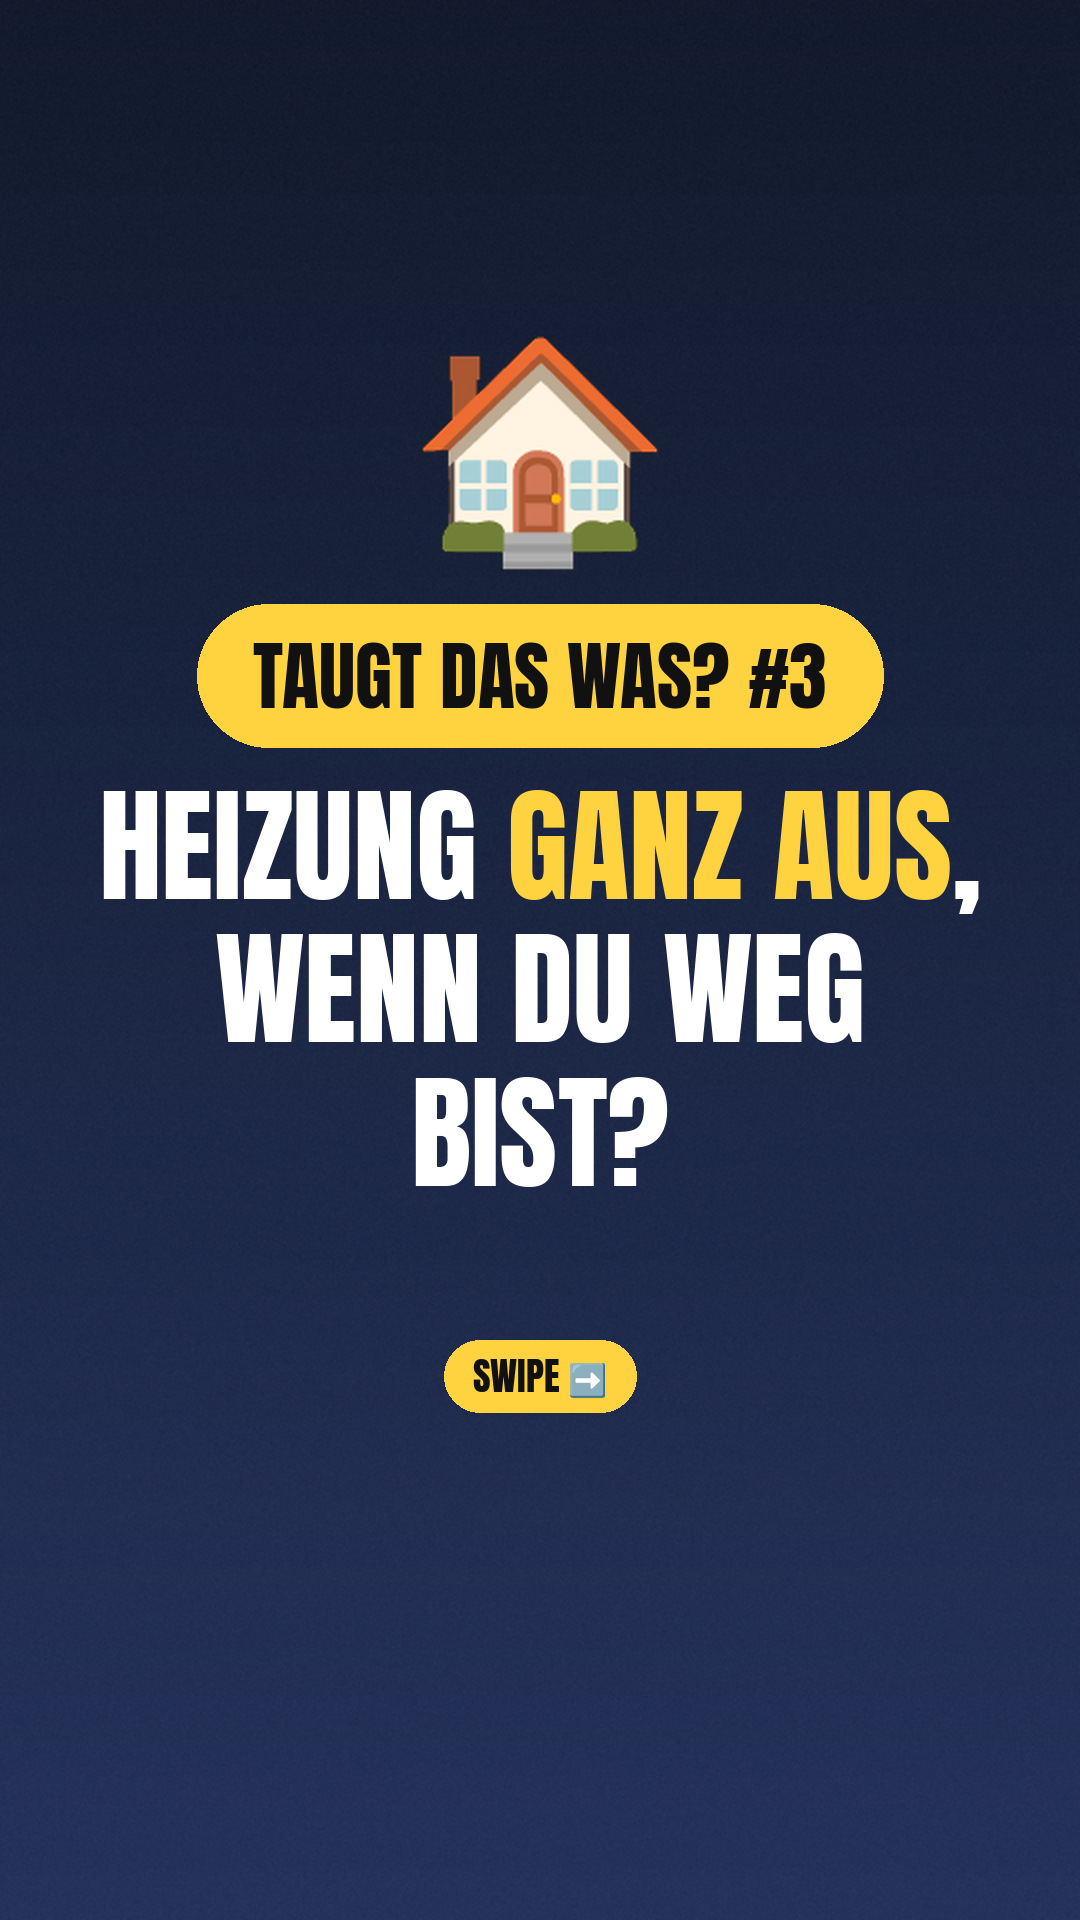 TAUGT DAS WAS? #3
HEIZUNG GANZ AUS,
WENN DU WEG
BIST?
SWIPE ➡️